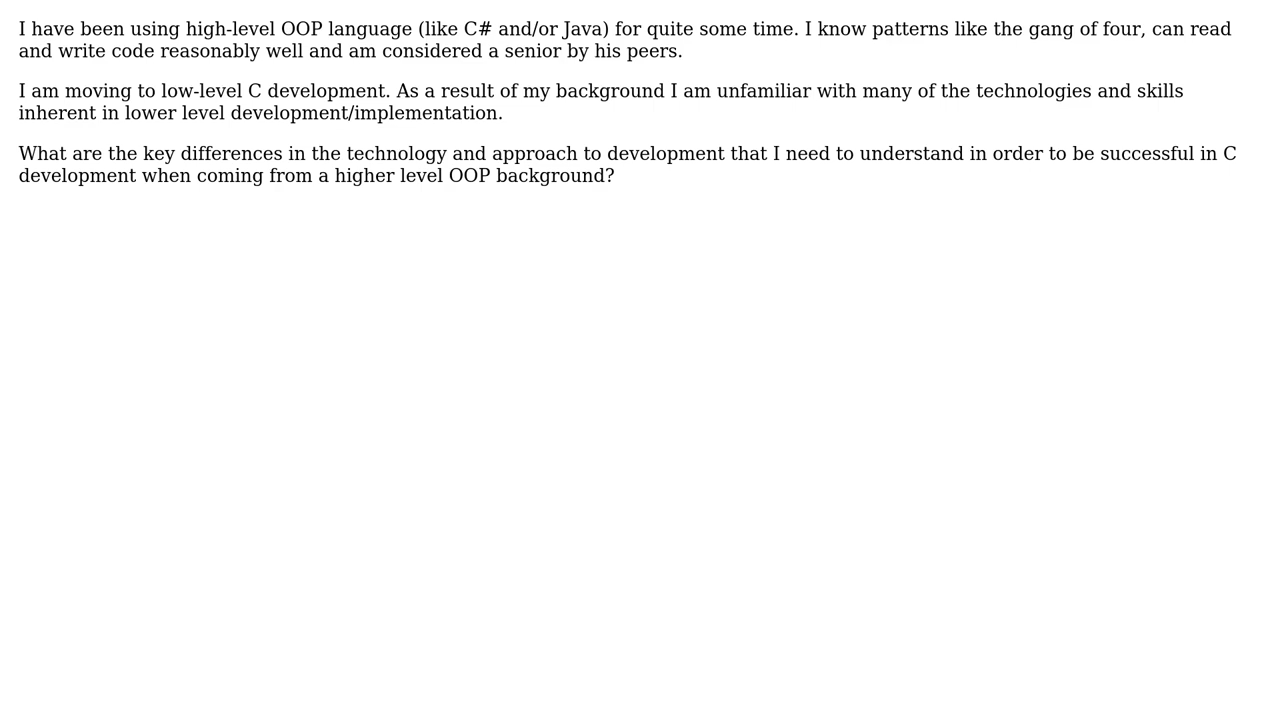 I have been using high-level OOP language (like C# and/or Java) for quite some time. I know patterns like the gang of four, can read
and write code reasonably well and am considered a senior by his peers.
I am moving to low-level C development. As a result of my background I am unfamiliar with many of the technologies and skills
inherent in lower level development/implementation.
What are the key differences in the technology and approach to development that I need to understand in order to be successful in C
development when coming from a higher level OOP background?